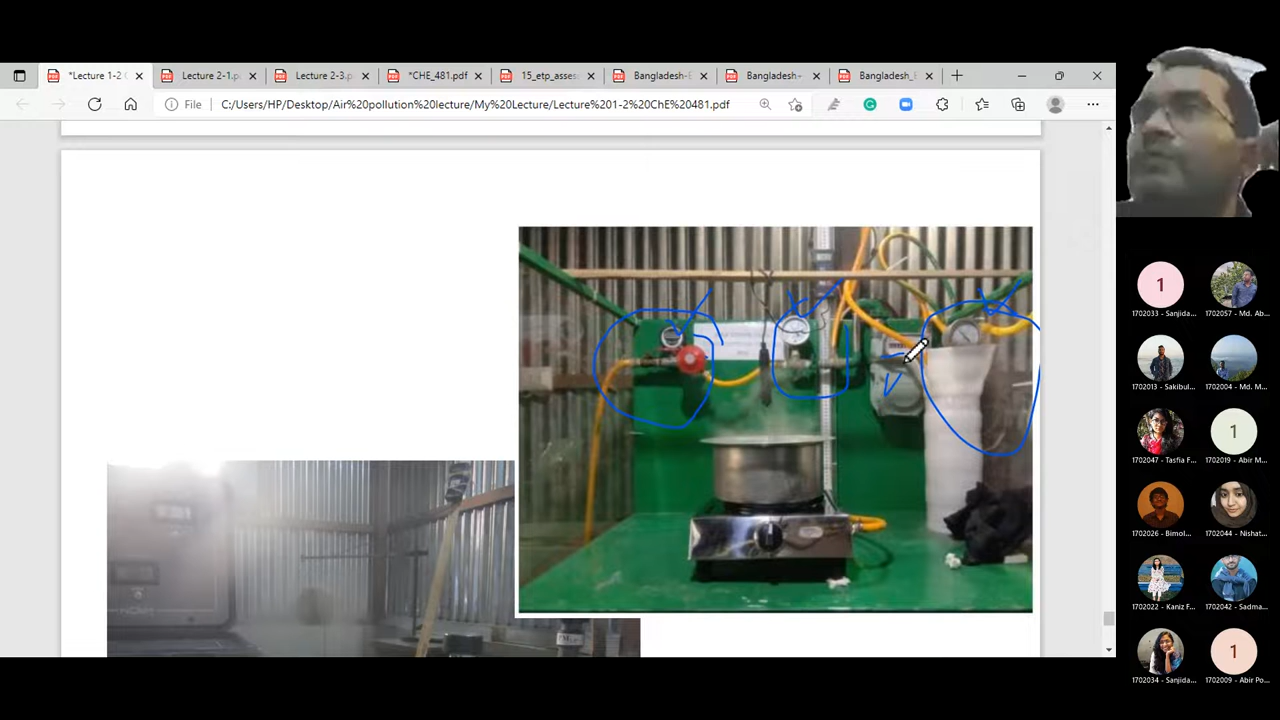 *Lecture 1-2 C
Lecture 2-1.p
Lecture 2-3.p
*CHE_481.pdf
15_etp_asses
Bangladesh-E
Bangladesh-
Bangladesh_E
File
C:/Users/HP/Desktop/Air%20pollution%20lecture/My%20Lecture/Lecture%201-2%20ChE%20481.pdf
1
1702033 - Sanjida...
1702057 - Md. Ab...
1702013 - Sakibul...
1702004 - Md. M...
1
1702047 - Tasfia F...
1702019 - Abir M...
1702026 - Bimol...
1702044 - Nishat...
1702022 - Kaniz F...
1702042 - Sadma...
1
1702034 - Sanjida...
1702009 - Abir Po...